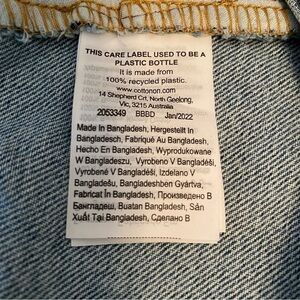 THIS CARE LABEL USED TO BE A
PLASTIC BOTTLE
It is made from
100% recycled plastic.
www.cottonon.com
14 Shepherd Crt, North Geelong,
Vic, 3215 Australia
2053349 BBBD Jan/2022
Made In Bangladesh, Hergestellt In
Bangladesch, Fabriqué Au Bangladesh,
Hecho En Bangladesh, Wyprodukowane
W Bangladeszu, Vyrobeno V Bangladéši,
Vyrobené V Bangladéši, Izdelano V
Bangladešu, Bangladeshben Gyártva,
Fabricat În Bangladesh, Произведено В
Бангладеш, Buatan Bangladesh, Sản
Xuất Tại Bangladesh, Сделано В